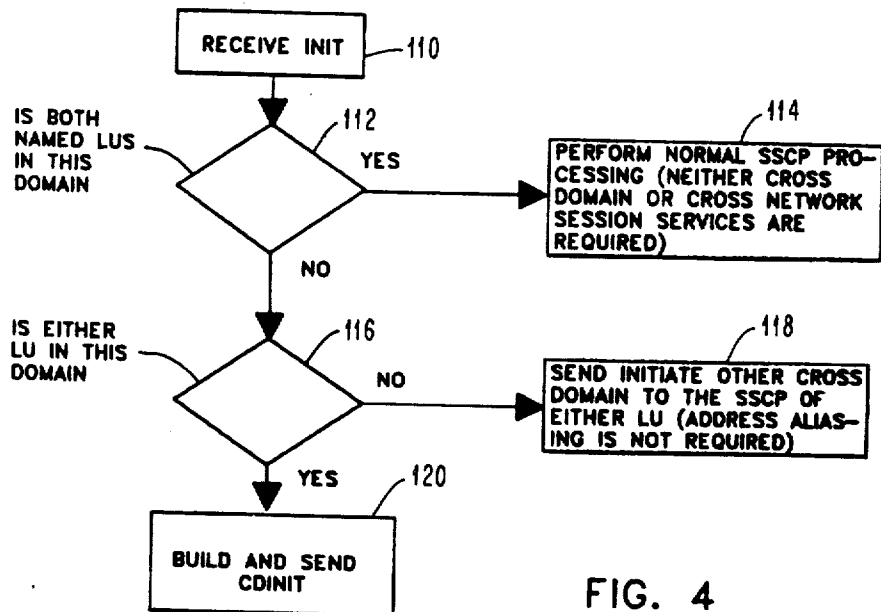 RECEIVE INIT
110
IS BOTH
NAMED LUS
IN THIS
DOMAIN
112
YES
114
PERFORM NORMAL SSCP PRO-
CESSING (NEITHER CROSS
DOMAIN OR CROSS NETWORK
SESSION SERVICES ARE
REQUIRED)
NO
IS EITHER
LU IN THIS
DOMAIN
116
NO
118
SEND INITIATE OTHER CROSS
DOMAIN TO THE SSCP OF
EITHER LU (ADDRESS ALIAS-
ING IS NOT REQUIRED)
YES
120
BUILD AND SEND
CDINIT
FIG. 4